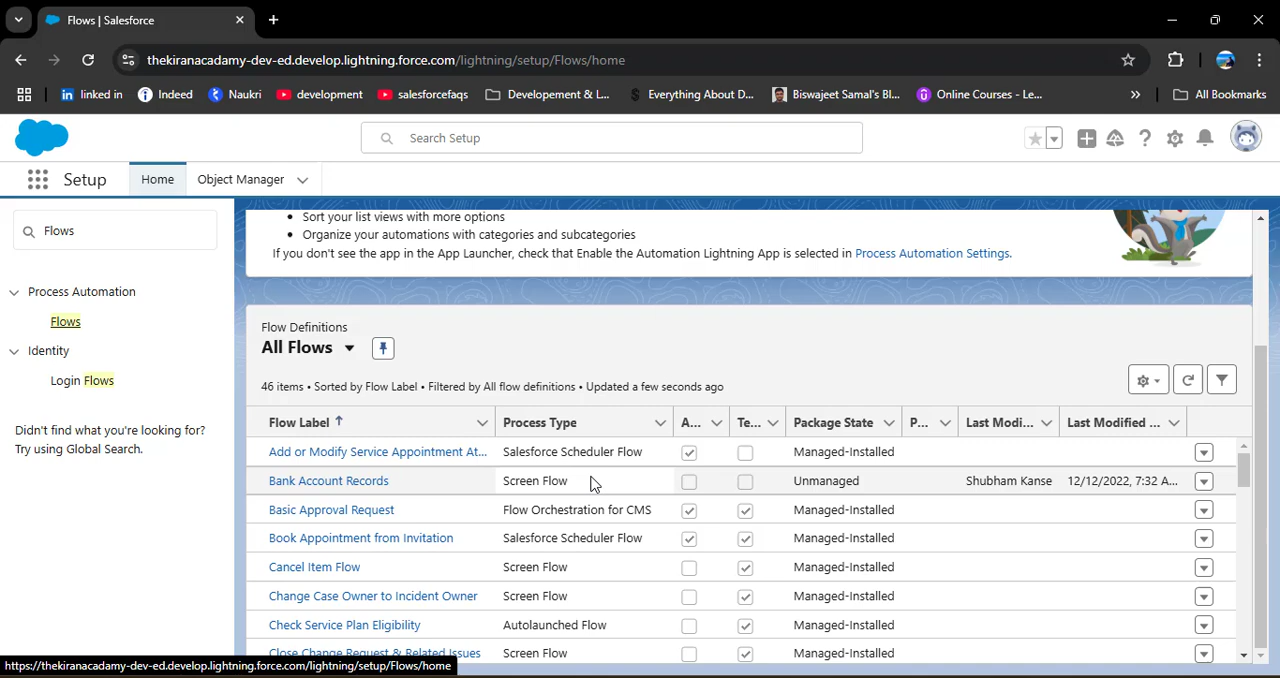 Flows | Salesforce
thekiranacadamy-dev-ed.develop.lightning.force.com/lightning/setup/Flows/home
linked in Indeed Naukri development salesforcefaqs Developement & L... Everything About D... Biswajeet Samal's Bl... Online Courses - Le... All Bookmarks
Search Setup
Setup Home Object Manager
Flows
Process Automation
Flows
Identity
Login Flows
Didn't find what you're looking for?
Try using Global Search.
Sort your list views with more options
Organize your automations with categories and subcategories
If you don't see the app in the App Launcher, check that Enable the Automation Lightning App is selected in Process Automation Settings.
Flow Definitions
All Flows
46 items • Sorted by Flow Label • Filtered by All flow definitions • Updated a few seconds ago
Flow Label Process Type A... Te... Package State P... Last Modi... Last Modified ...
Add or Modify Service Appointment At... Salesforce Scheduler Flow Managed-Installed
Bank Account Records Screen Flow Unmanaged Shubham Kanse 12/12/2022, 7:32 A...
Basic Approval Request Flow Orchestration for CMS Managed-Installed
Book Appointment from Invitation Salesforce Scheduler Flow Managed-Installed
Cancel Item Flow Screen Flow Managed-Installed
Change Case Owner to Incident Owner Screen Flow Managed-Installed
Check Service Plan Eligibility Autolaunched Flow Managed-Installed
Close Change Request & Related Issues Screen Flow Managed-Installed
https://thekiranacadamy-dev-ed.develop.lightning.force.com/lightning/setup/Flows/home